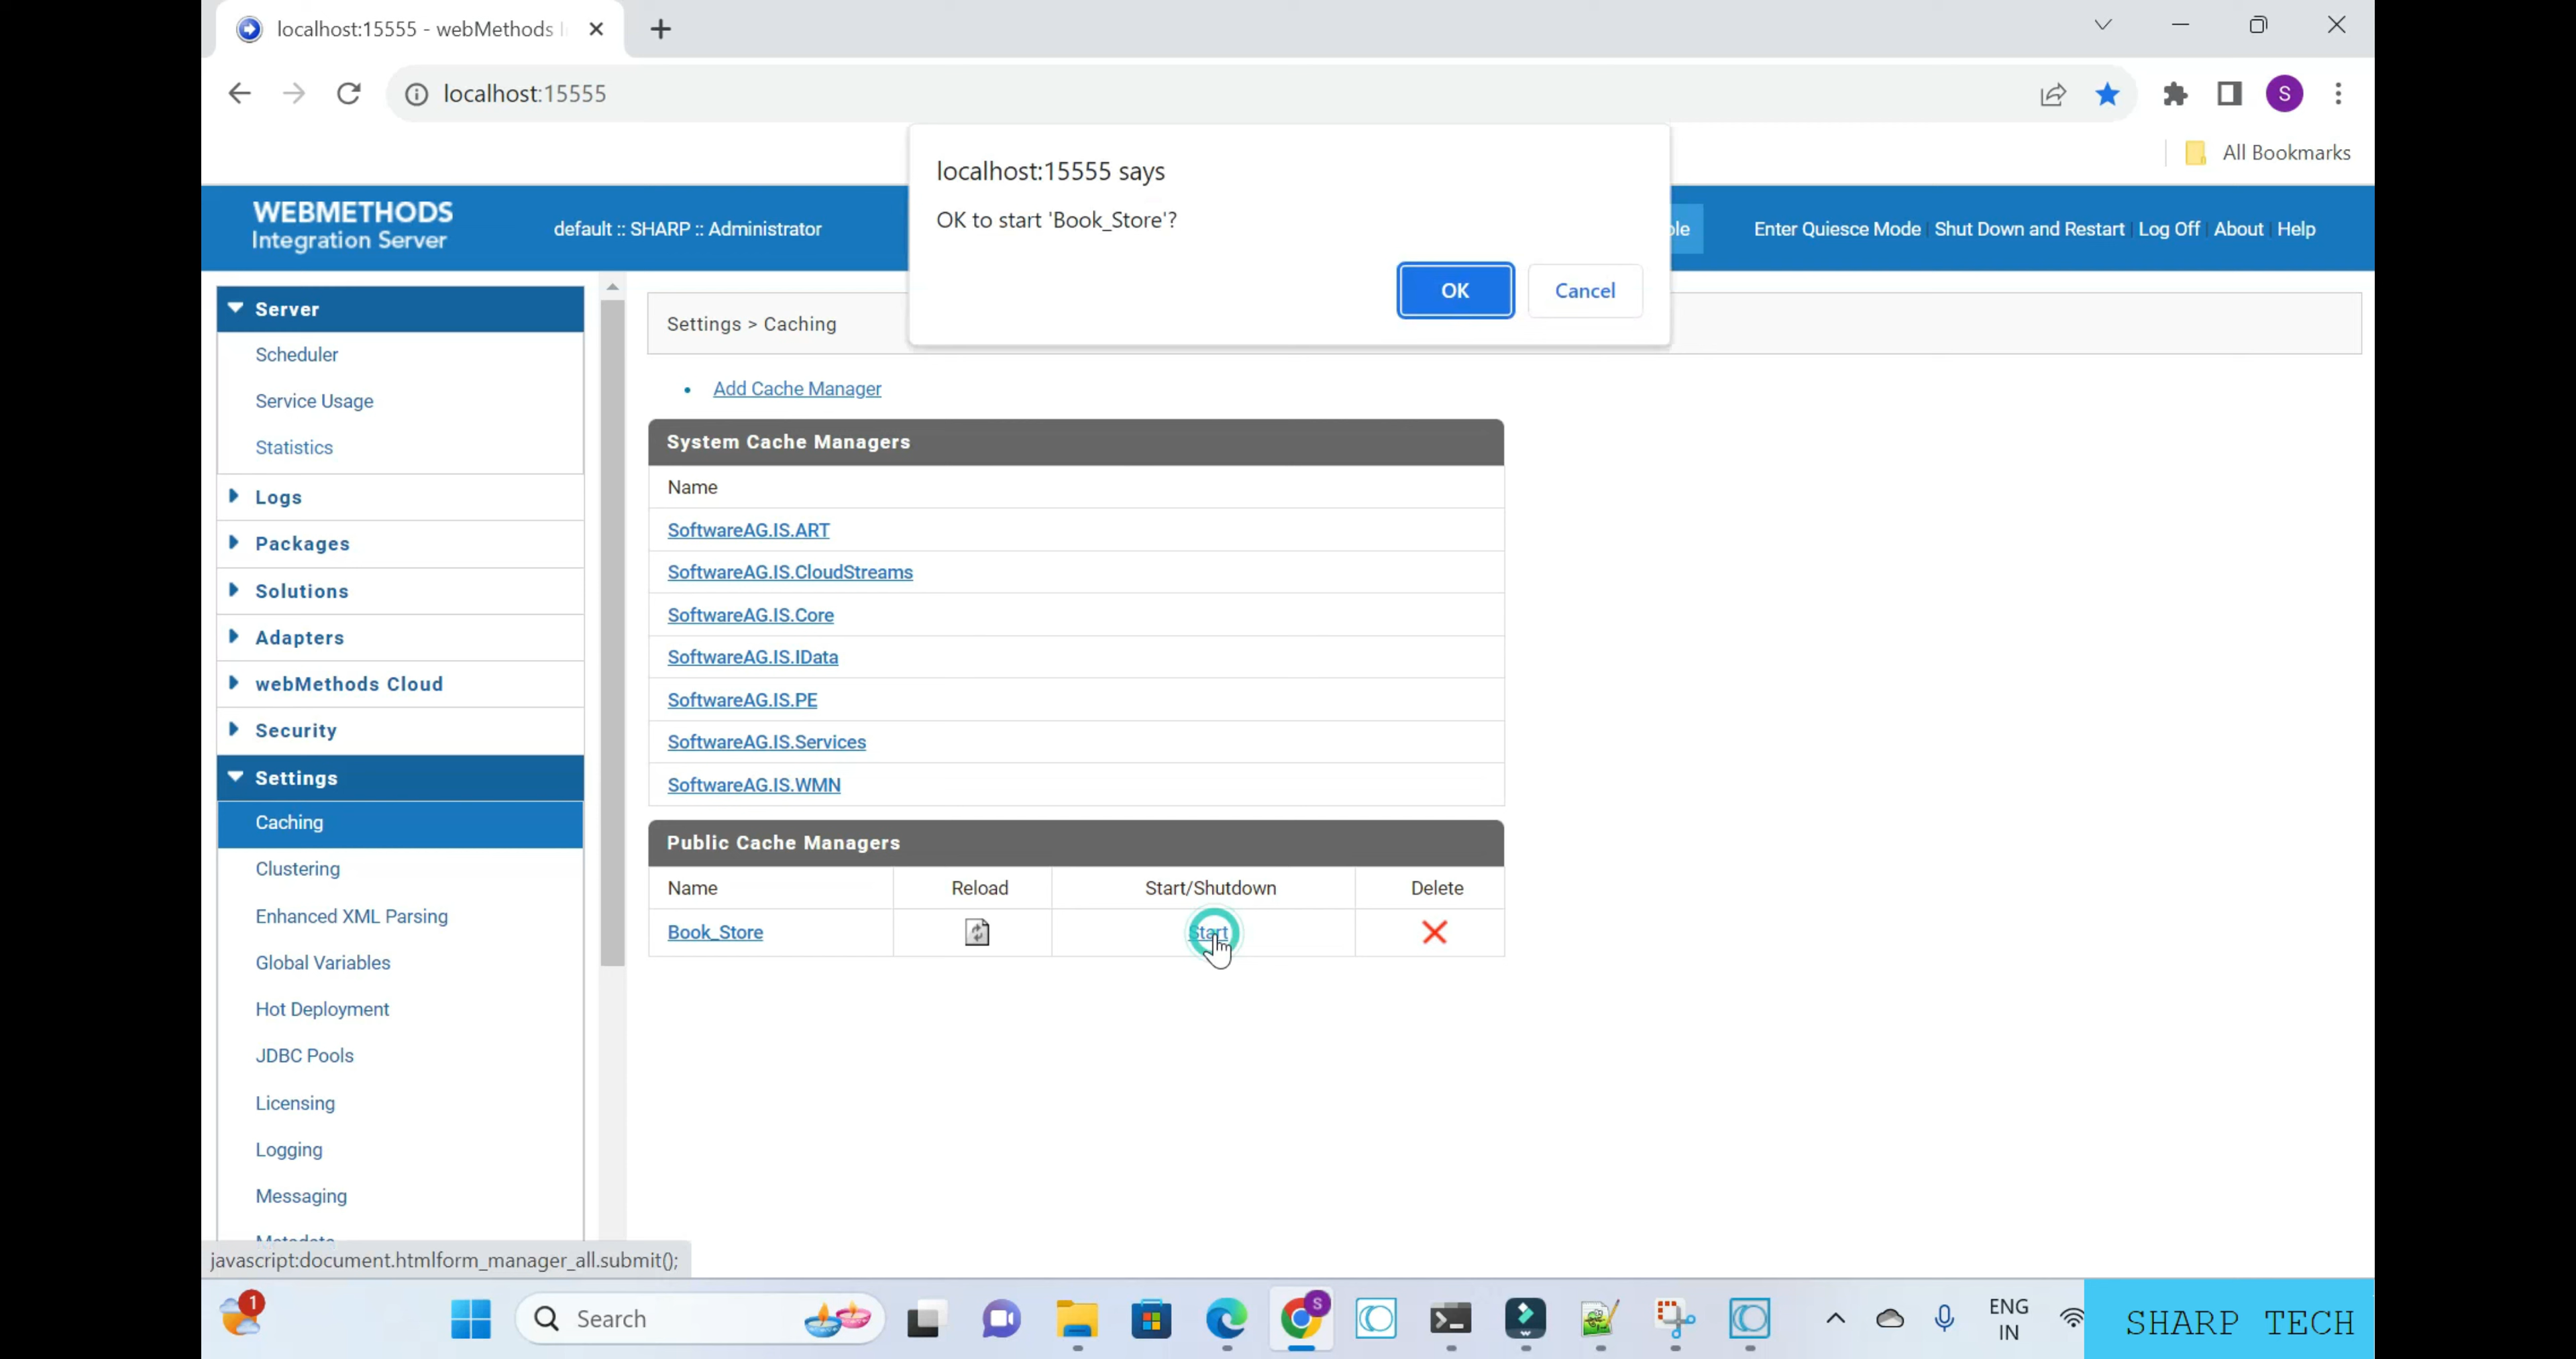 localhost:15555 - webMethods I
localhost:15555
All Bookmarks
localhost:15555 says
OK to start 'Book_Store'?
OK
Cancel
WEBMETHODS
Integration Server
default :: SHARP :: Administrator
Enter Quiesce Mode
Shut Down and Restart
Log Off
About
Help
Server
Scheduler
Service Usage
Statistics
Logs
Packages
Solutions
Adapters
webMethods Cloud
Security
Settings
Caching
Clustering
Enhanced XML Parsing
Global Variables
Hot Deployment
JDBC Pools
Licensing
Logging
Messaging
Settings > Caching
Add Cache Manager
System Cache Managers
Name
SoftwareAG.IS.ART
SoftwareAG.IS.CloudStreams
SoftwareAG.IS.Core
SoftwareAG.IS.IData
SoftwareAG.IS.PE
SoftwareAG.IS.Services
SoftwareAG.IS.WMN
Public Cache Managers
Name Reload Start/Shutdown Delete
Book_Store Start
javascript:document.htmlform_manager_all.submit();
1
Search
S
S
ENG
IN
SHARP TECH